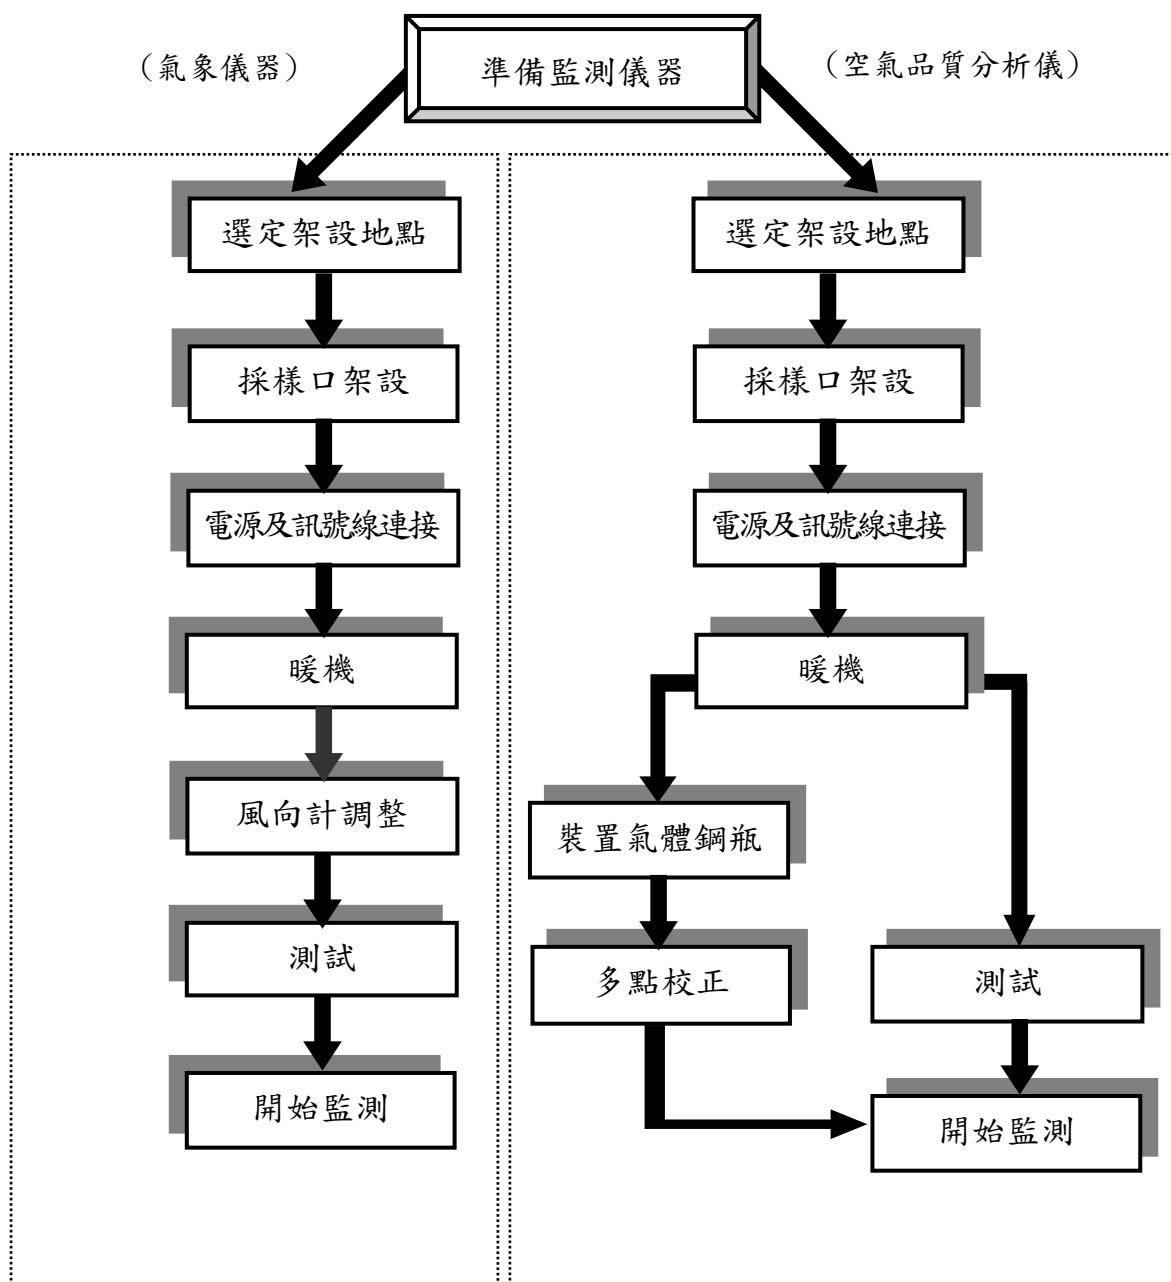 (氣象儀器)
準備監測儀器
(空氣品質分析儀)
選定架設地點
採樣口架設
電源及訊號線連接
暖機
風向計調整
測試
開始監測
選定架設地點
採樣口架設
電源及訊號線連接
暖機
裝置氣體鋼瓶
多點校正
測試
開始監測